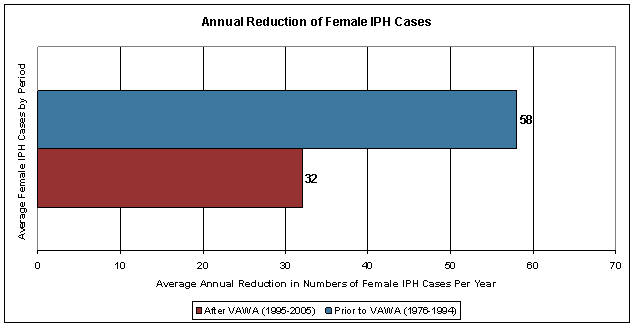 Annual Reduction of Female IPH Cases
Average Female IPH Cases by Period
58
32
0 10 20 30 40 50 60 70
Average Annual Reduction in Numbers of Female IPH Cases Per Year
After VAWA (1995-2005) Prior to VAWA (1976-1994)